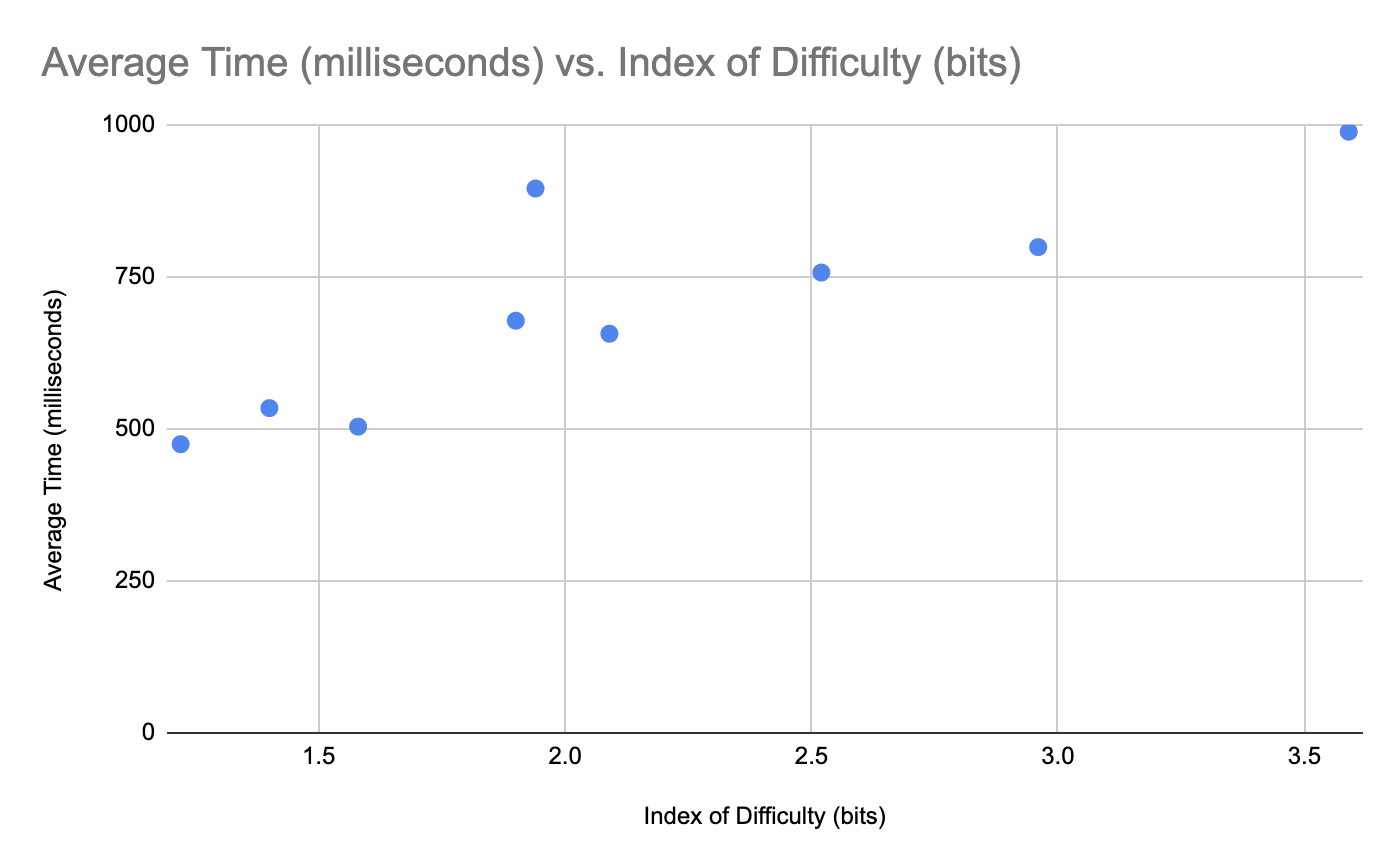 Average Time (milliseconds) vs. Index of Difficulty (bits)
1000
750
500
250
0
Average Time (milliseconds)
1.5 2.0 2.5 3.0 3.5
Index of Difficulty (bits)